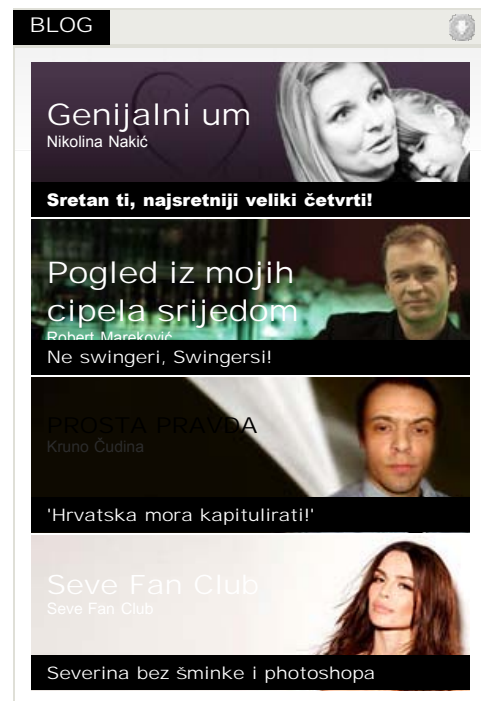 BLOG
Genijalni um
Nikolina Nakić
Sretan ti, najsretniji veliki četvrti!
Pogled iz mojih
cipela srijedom
Robert Mareković
Ne swingeri, Swingersi!
PROSTA PRAVDA
Kruno Čudina
'Hrvatska mora kapitulirati!'
Seve Fan Club
Seve Fan Club
Severina bez šminke i photoshopa